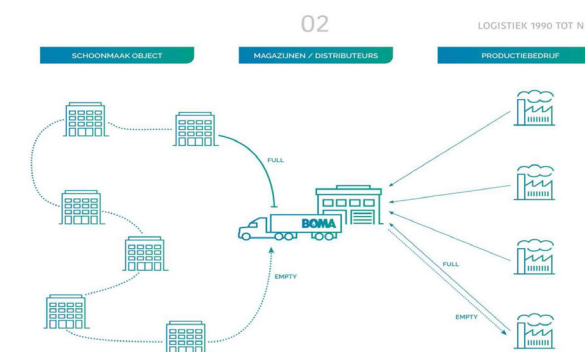 02
LOGISTIEK 1990 TOT N
SCHOONMAAK OBJECT
MAGAZIJNEN / DISTRIBUTEURS
PRODUCTIEBEDRIJF
FULL
BOMA
EMPTY
FULL
EMPTY